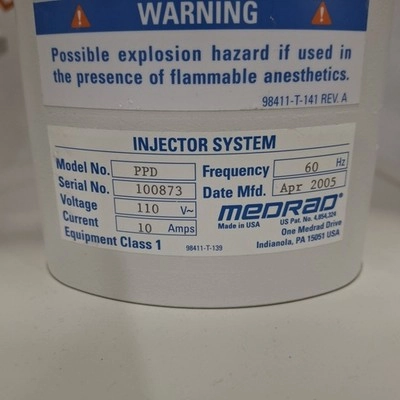 WARNING
Possible explosion hazard if used in
the presence of flammable anesthetics.
98411-T-141 REV. A
INJECTOR SYSTEM
Model No. PPD
Serial No. 100873
Voltage 110 V~
Current 10 Amps
Equipment Class 1
98411-T-139
Frequency 60 Hz
Date Mfd. Apr 2005
MEDRAD
Made in USA
US Pat. No. 4,854,324
One Medrad Drive
Indianola, PA 15051 USA